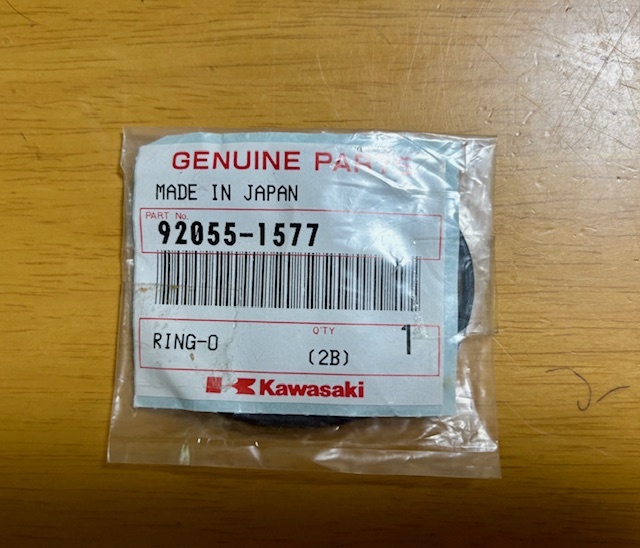 GENUINE PARTS
MADE IN JAPAN
PART No.
92055-1577
Q'TY
RING-O
1
(2B)
Kawasaki